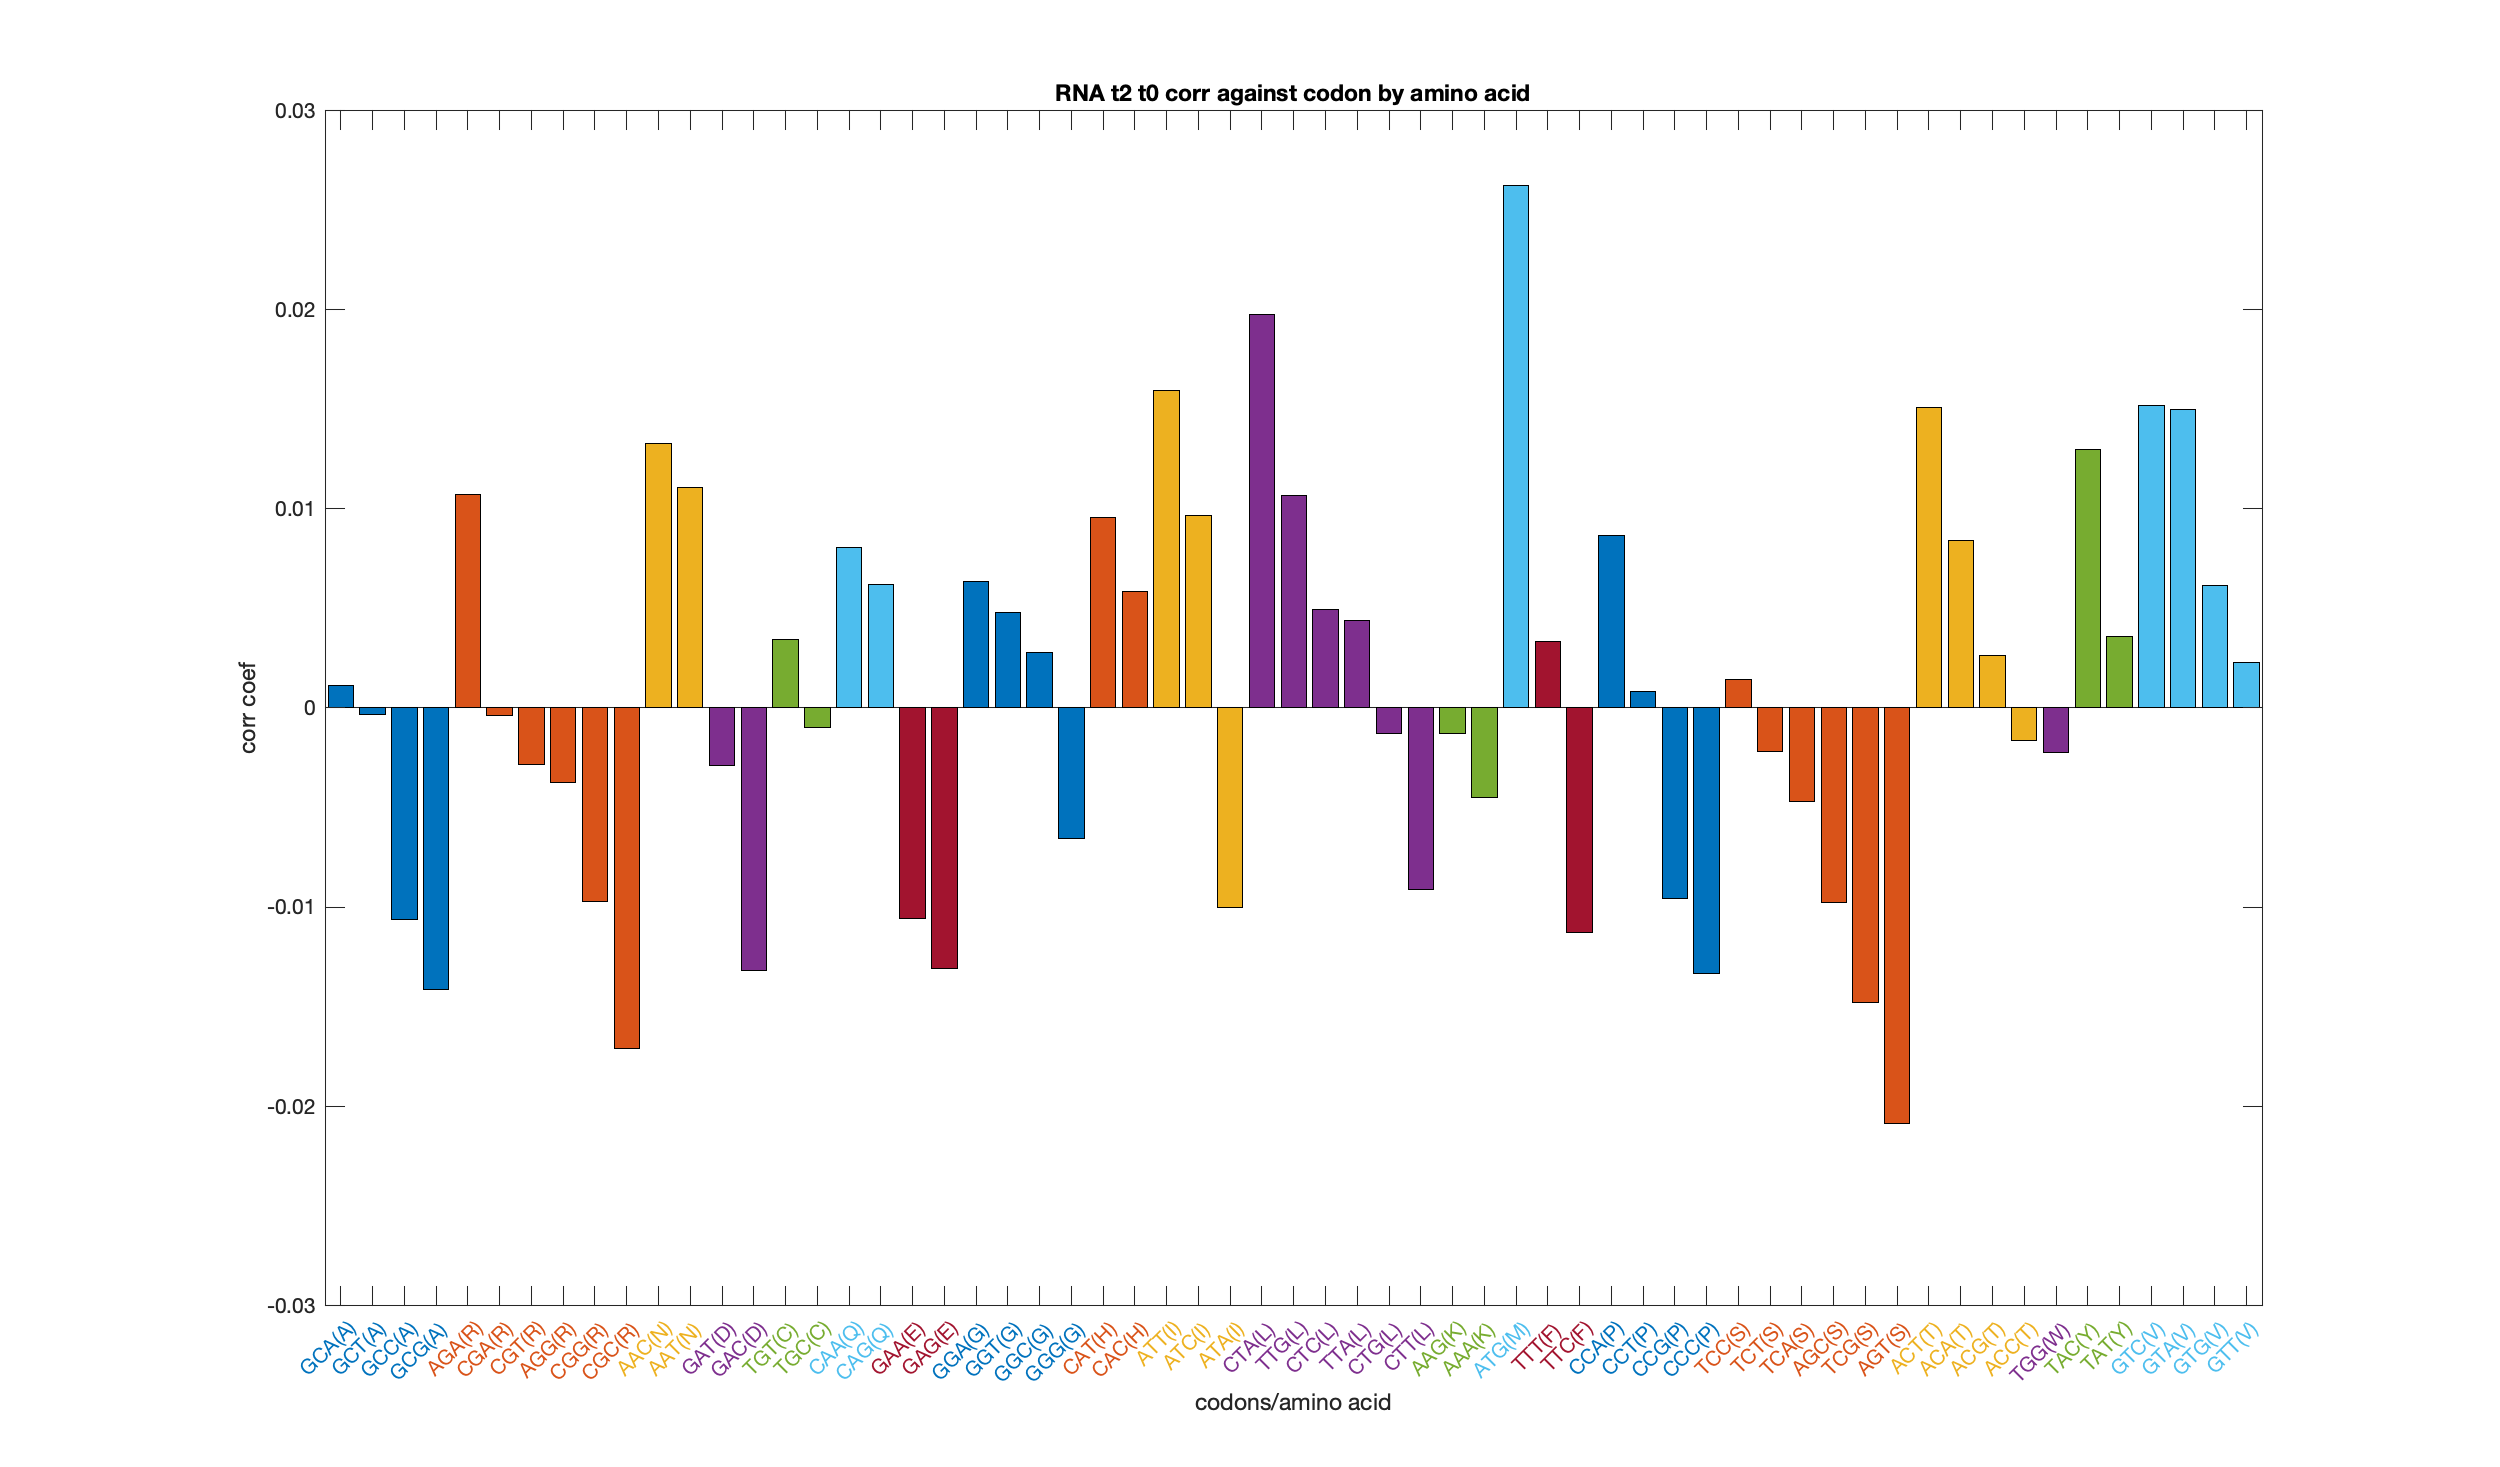 RNA t2 t0 corr against codon by amino acid
0.03
0.02
0.01
0
-0.01
-0.02
-0.03
corr coef
GCA(A)
GCT(A)
GCC(A)
GCG(A)
AGA(R)
CGA(R)
CGT(R)
AGG(R)
CGG(R)
CGC(R)
AAC(N)
AAT(N)
GAT(D)
GAC(D)
TGT(C)
TGC(C)
CAA(Q)
CAG(Q)
GAA(E)
GAG(E)
GGA(G)
GGT(G)
GGC(G)
GGG(G)
CAT(H)
CAC(H)
ATT(I)
ATC(I)
ATA(I)
CTA(L)
TTG(L)
CTC(L)
TTA(L)
CTG(L)
CTT(L)
AAG(K)
AAA(K)
ATG(M)
TTT(F)
TTC(F)
CCA(P)
CCT(P)
CCG(P)
CCC(P)
TCC(S)
TCT(S)
TCA(S)
AGC(S)
TCG(S)
AGT(S)
ACT(T)
ACA(T)
ACG(T)
ACC(T)
TGG(W)
TAC(Y)
TAT(Y)
GTC(V)
GTA(V)
GTG(V)
GTT(V)
codons/amino acid